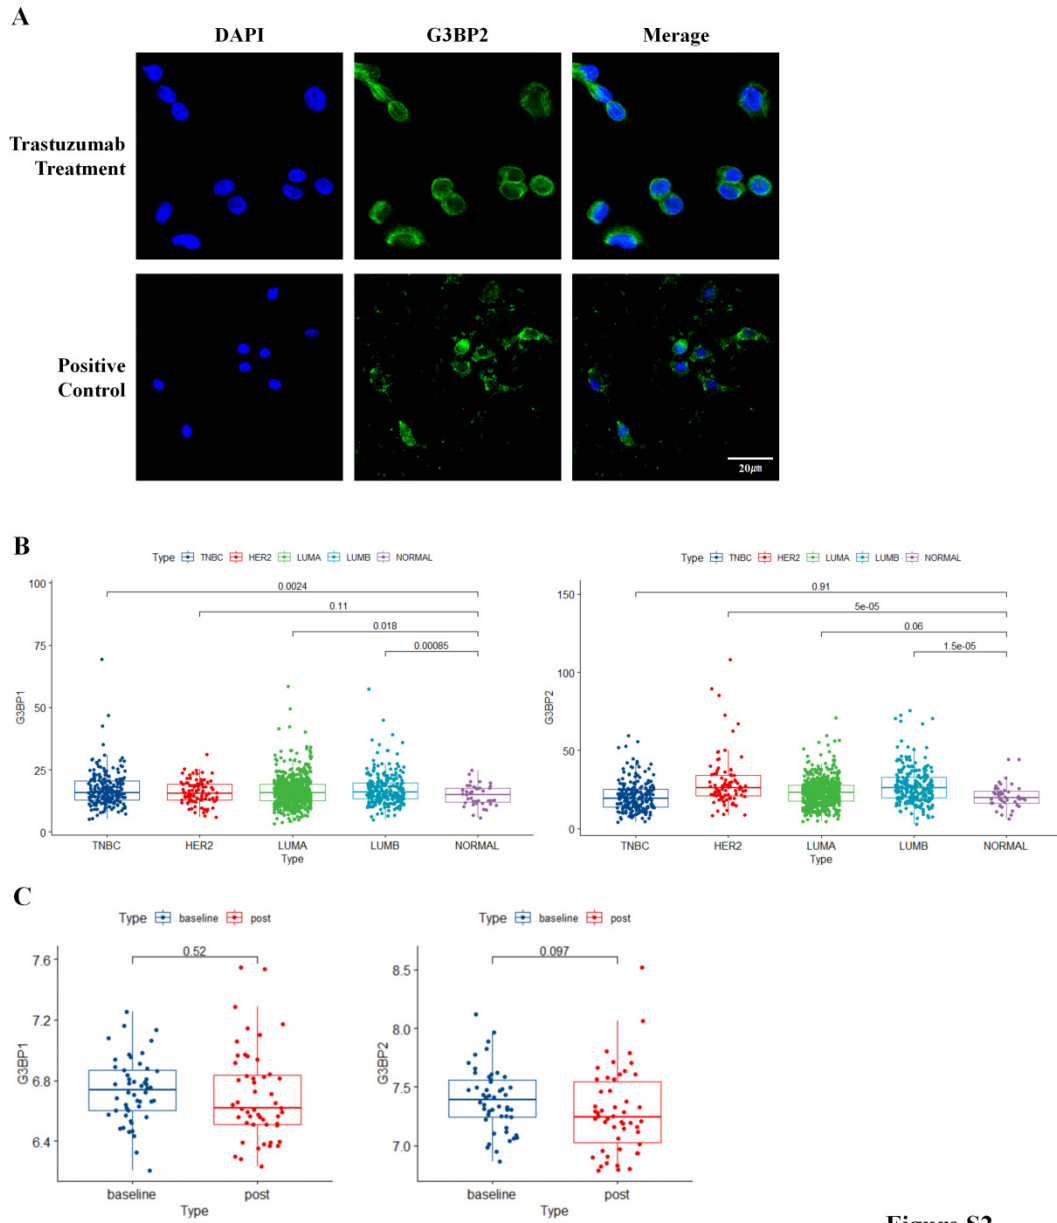 A
DAPI G3BP2 Merage
Trastuzumab
Treatment
Positive
Control
20μm
B
Type TNBC HER2 LUMA LUMB NORMAL
100
75
50
25
0
G3BP1
0.0024
0.11
0.018
0.00085
TNBC HER2 LUMA LUMB NORMAL
Type
Type TNBC HER2 LUMA LUMB NORMAL
150
100
50
0
G3BP2
0.91
5e-05
0.06
1.5e-05
TNBC HER2 LUMA LUMB NORMAL
Type
C
Type baseline post
7.6
7.2
6.8
6.4
G3BP1
0.52
baseline post
Type
Type baseline post
8.5
8.0
7.5
7.0
G3BP2
0.097
baseline post
Type
Figure S2